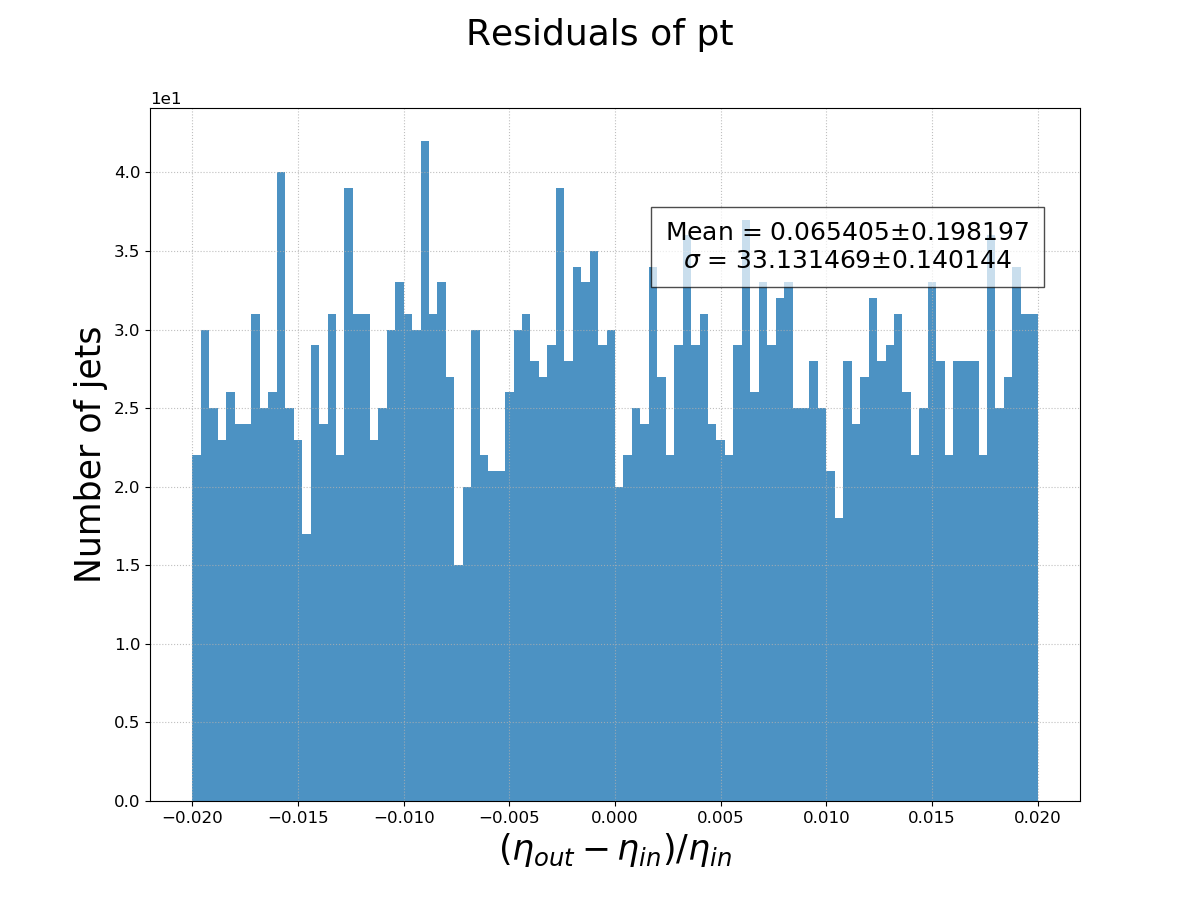 Residuals of pt
1e1
4.0
3.5
3.0
2.5
2.0
1.5
1.0
0.5
0.0
Number of jets
Mean = 0.065405±0.198197
σ = 33.131469±0.140144
−0.020 −0.015 −0.010 −0.005 0.000 0.005 0.010 0.015 0.020
(η_out − η_in)/η_in